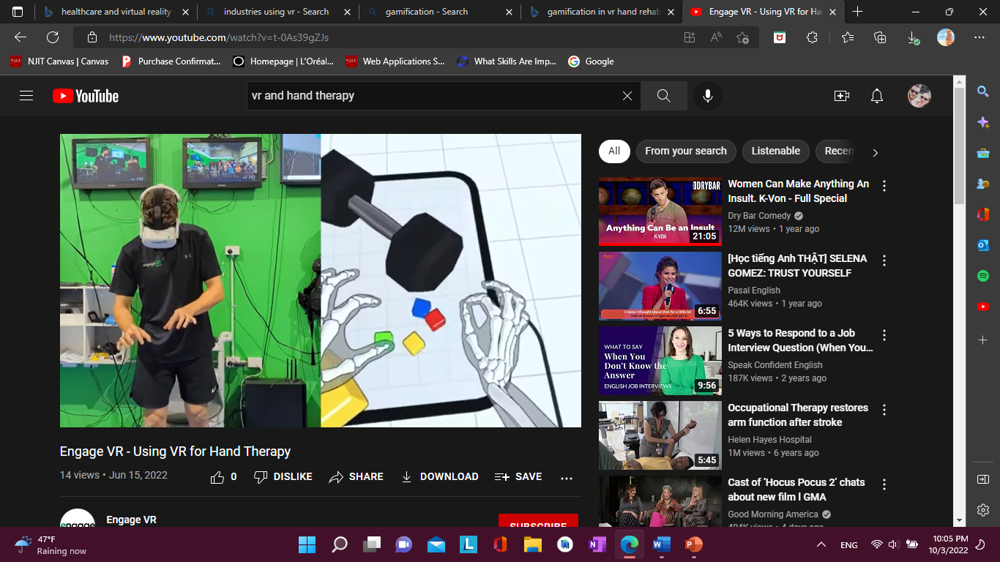 healthcare and virtual reality
industries using vr - Search
gamification - Search
gamification in vr hand rehab
Engage VR - Using VR for Ha
https://www.youtube.com/watch?v=t-0As39gZJs
NJIT Canvas | Canvas
Purchase Confirmat...
Homepage | L'Oréal...
Web Applications S...
What Skills Are Imp...
Google
YouTube
vr and hand therapy
All
From your search
Listenable
Recen
DRYBAR
Anything Can Be an Insult
K-VON
21:05
Women Can Make Anything An
Insult. K-Von - Full Special
Dry Bar Comedy
12M views • 1 year ago
Pasal
6:55
[Học tiếng Anh THẬT] SELENA
GOMEZ: TRUST YOURSELF
Pasal English
464K views • 1 year ago
WHAT TO SAY
When You
Don't Know the
Answer
ENGLISH JOB INTERVIEWS
9:56
5 Ways to Respond to a Job
Interview Question (When You...
Speak Confident English
187K views • 2 years ago
5:45
Occupational Therapy restores
arm function after stroke
Helen Hayes Hospital
1M views • 6 years ago
Cast of ‘Hocus Pocus 2’ chats
about new film l GMA
Good Morning America
494K views • 4 days ago
engageVR
Engage VR - Using VR for Hand Therapy
14 views • Jun 15, 2022
0
DISLIKE
SHARE
DOWNLOAD
SAVE
engage
Engage VR
SUBSCRIBE
47°F
Raining now
ENG
10:05 PM
10/3/2022